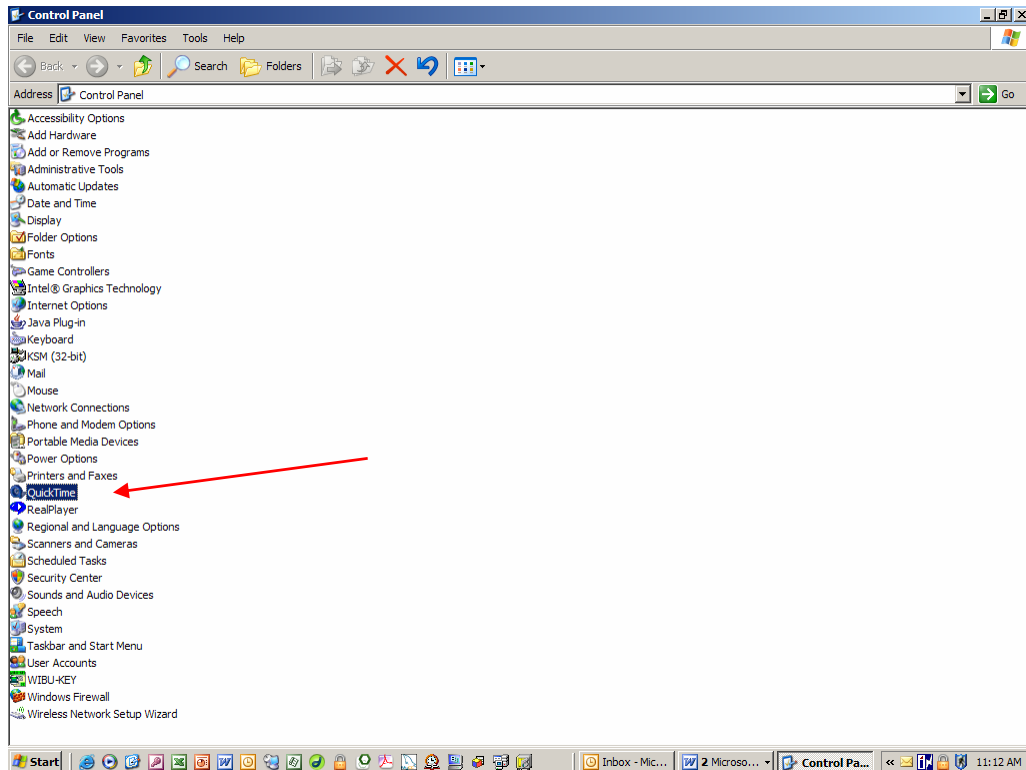 Control Panel
File Edit View Favorites Tools Help
Back Search Folders
Address Control Panel Go
Accessibility Options
Add Hardware
Add or Remove Programs
Administrative Tools
Automatic Updates
Date and Time
Display
Folder Options
Fonts
Game Controllers
Intel® Graphics Technology
Internet Options
Java Plug-in
Keyboard
KSM (32-bit)
Mail
Mouse
Network Connections
Phone and Modem Options
Portable Media Devices
Power Options
Printers and Faxes
QuickTime
RealPlayer
Regional and Language Options
Scanners and Cameras
Scheduled Tasks
Security Center
Sounds and Audio Devices
Speech
System
Taskbar and Start Menu
User Accounts
WIBU-KEY
Windows Firewall
Wireless Network Setup Wizard
Start Inbox - Mic... 2 Microso... Control Pa... « 11:12 AM